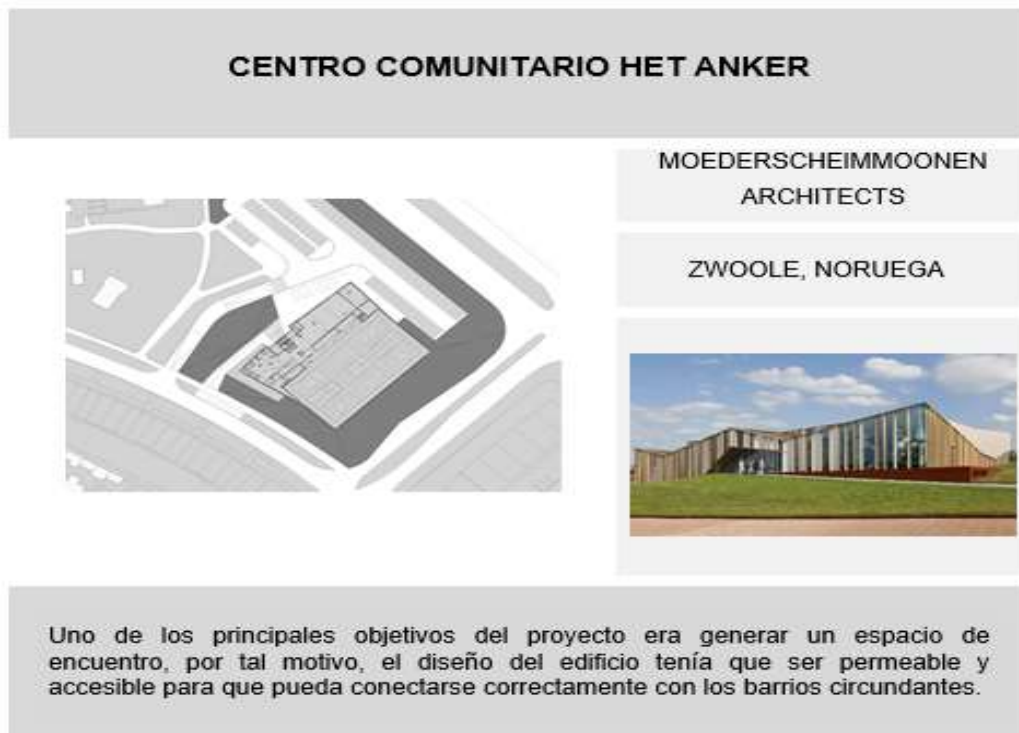 CENTRO COMUNITARIO HET ANKER
MOEDERSCHEIMMOONEN
ARCHITECTS
ZWOOLE, NORUEGA
Uno de los principales objetivos del proyecto era generar un espacio de
encuentro, por tal motivo, el diseño del edificio tenía que ser permeable y
accesible para que pueda conectarse correctamente con los barrios circundantes.